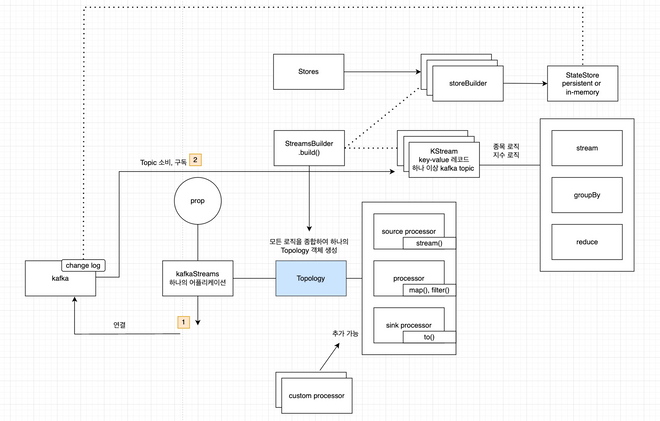 Stores
storeBuilder
StateStore
persistent or
in-memory
StreamsBuilder
.build()
KStream
key-value 레코드
하나 이상 kafka topic
종목 로직
지수 로직
stream
groupBy
reduce
Topic 소비, 구독
2
prop
모든 로직을 종합하여 하나의
Topology 객체 생성
source processor
stream()
change log
kafka
kafkaStreams
하나의 어플리케이션
Topology
processor
map(), filter()
sink processor
to()
1
연결
추가 가능
custom processor